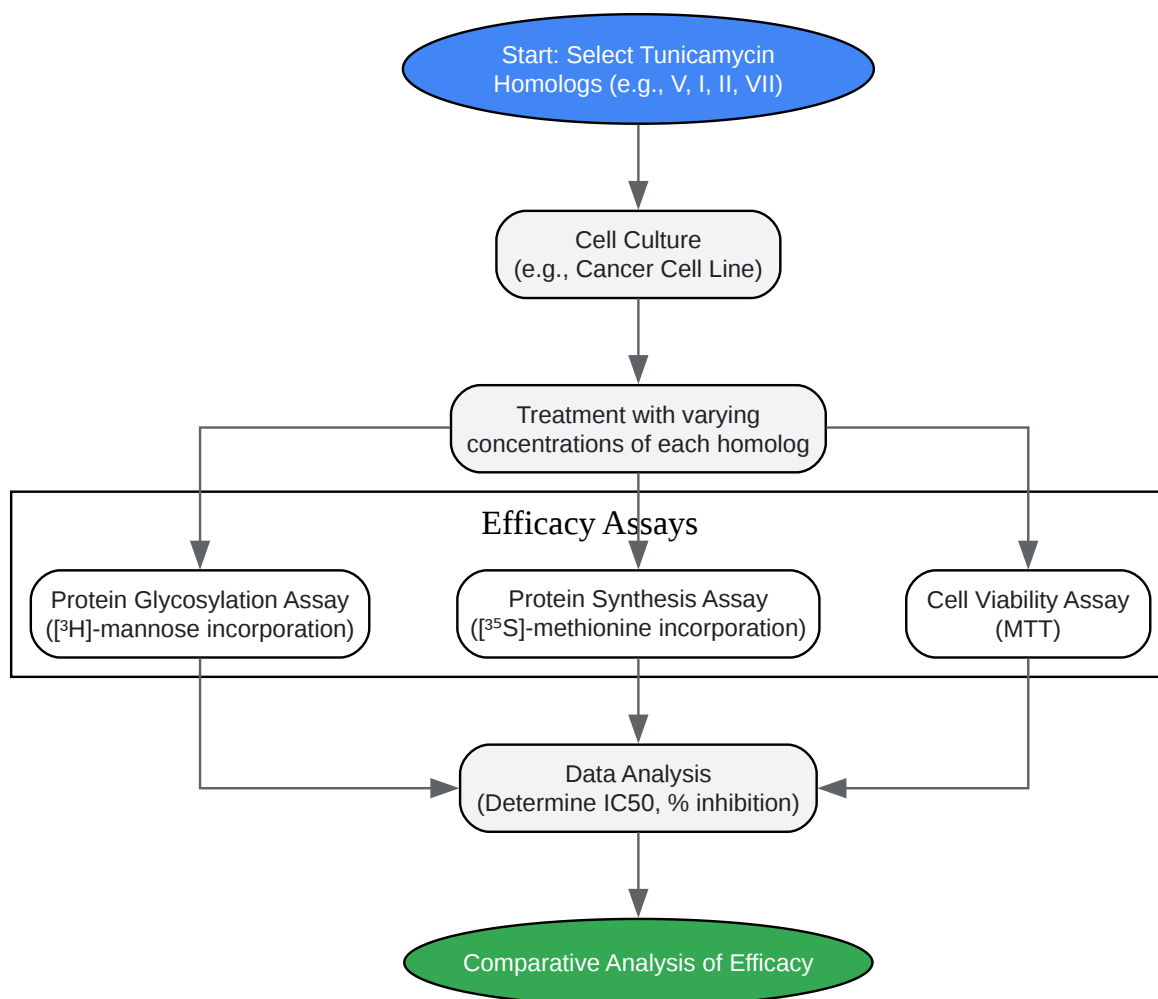 Start: Select Tunicamycin
Homologs (e.g., V, I, II, VII)
Cell Culture
(e.g., Cancer Cell Line)
Treatment with varying
concentrations of each homolog
Efficacy Assays
Protein Glycosylation Assay
([³H]-mannose incorporation)
Protein Synthesis Assay
([³⁵S]-methionine incorporation)
Cell Viability Assay
(MTT)
Data Analysis
(Determine IC50, % inhibition)
Comparative Analysis of Efficacy